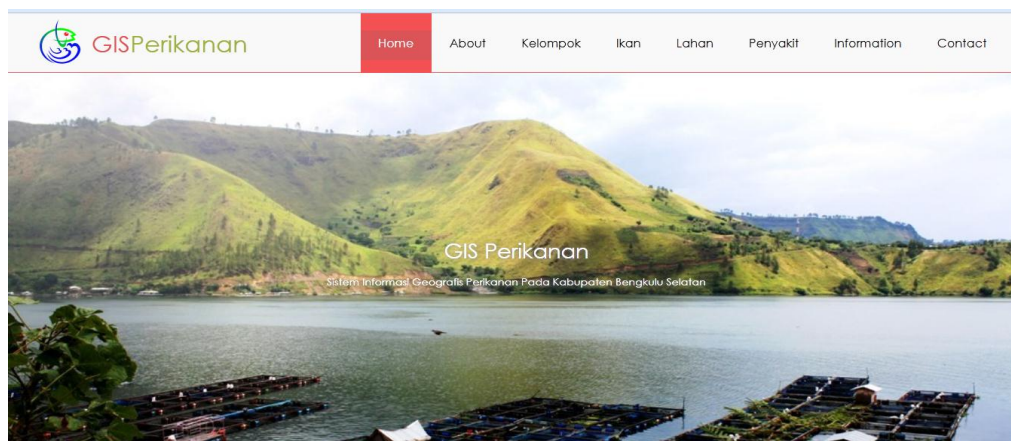 GISPerikanan
Home About Kelompok Ikan Lahan Penyakit Information Contact
GIS Perikanan
Sistem Informasi Geografis Perikanan Pada Kabupaten Bengkulu Selatan